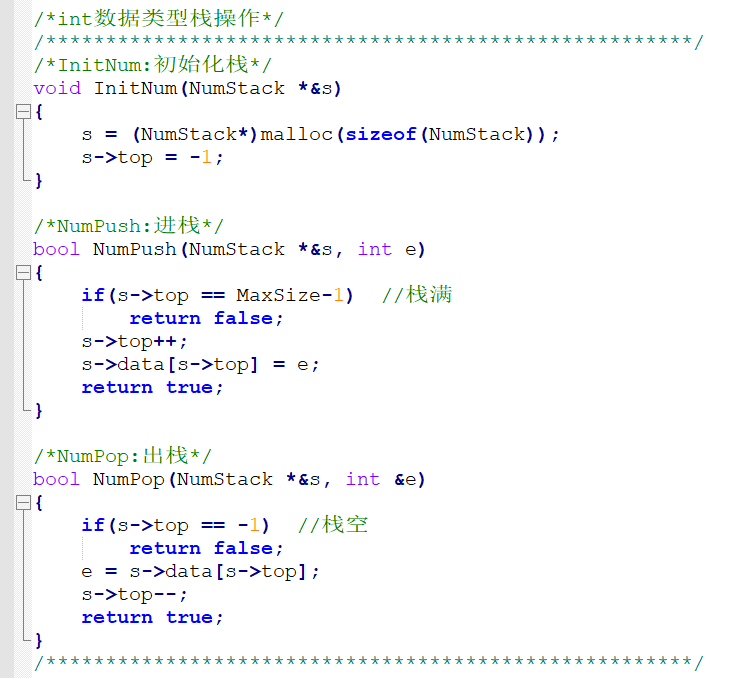 /*int数据类型栈操作*/
/******************************************************/
/*InitNum:初始化栈*/
void InitNum(NumStack *&s)
{
    s = (NumStack*)malloc(sizeof(NumStack));
    s->top = -1;
}
/*NumPush:进栈*/
bool NumPush(NumStack *&s, int e)
{
    if(s->top == MaxSize-1)  //栈满
        return false;
    s->top++;
    s->data[s->top] = e;
    return true;
}
/*NumPop:出栈*/
bool NumPop(NumStack *&s, int &e)
{
    if(s->top == -1)  //栈空
        return false;
    e = s->data[s->top];
    s->top--;
    return true;
}
/******************************************************/